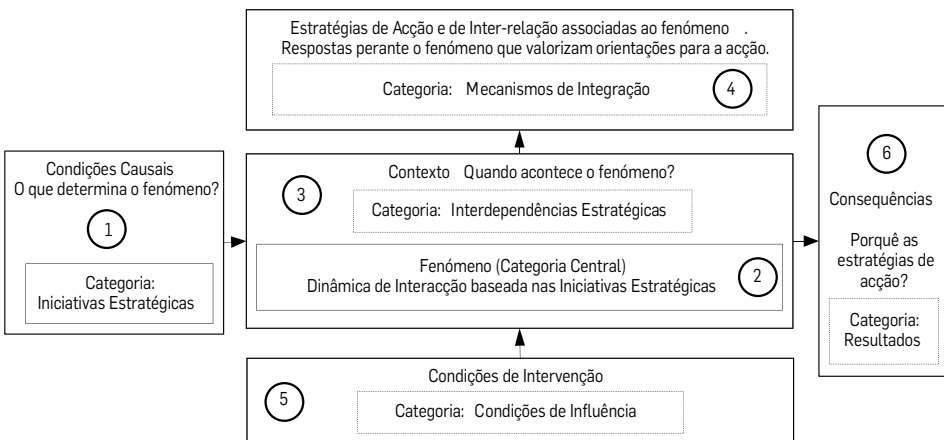 Estratégias de Acção e de Inter-relação associadas ao fenómeno .
Respostas perante o fenómeno que valorizam orientações para a acção.
Categoria: Mecanismos de Integração
4
Condições Causais
O que determina o fenómeno?
1
Categoria:
Iniciativas Estratégicas
3
Contexto Quando acontece o fenómeno?
Categoria: Interdependências Estratégicas
Fenómeno (Categoria Central)
Dinâmica de Interacção baseada nas Iniciativas Estratégicas
2
5
Condições de Intervenção
Categoria: Condições de Influência
6
Consequências
Porquê as
estratégias de
acção?
Categoria:
Resultados